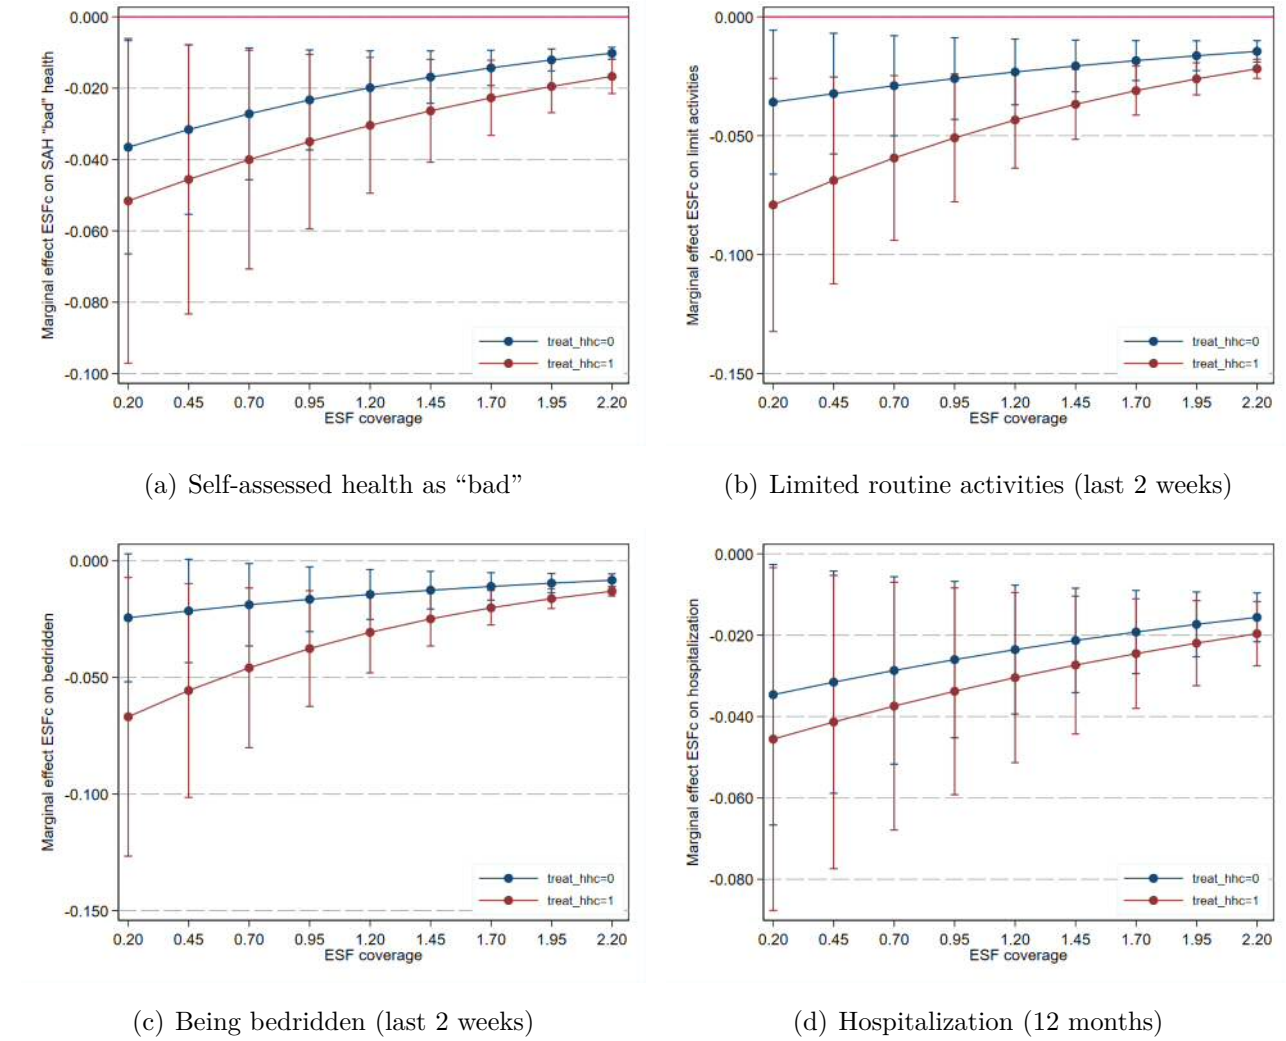 Marginal effect ESFc on SAH "bad" health
0.000
-0.020
-0.040
-0.060
-0.080
-0.100
treat_hhc=0
treat_hhc=1
0.20 0.45 0.70 0.95 1.20 1.45 1.70 1.95 2.20
ESF coverage
(a) Self-assessed health as “bad”
Marginal effect ESFc on limit activities
0.000
-0.050
-0.100
-0.150
treat_hhc=0
treat_hhc=1
0.20 0.45 0.70 0.95 1.20 1.45 1.70 1.95 2.20
ESF coverage
(b) Limited routine activities (last 2 weeks)
Marginal effect ESFc on bedridden
0.000
-0.050
-0.100
-0.150
treat_hhc=0
treat_hhc=1
0.20 0.45 0.70 0.95 1.20 1.45 1.70 1.95 2.20
ESF coverage
(c) Being bedridden (last 2 weeks)
Marginal effect ESFc on hospitalization
0.000
-0.020
-0.040
-0.060
-0.080
treat_hhc=0
treat_hhc=1
0.20 0.45 0.70 0.95 1.20 1.45 1.70 1.95 2.20
ESF coverage
(d) Hospitalization (12 months)